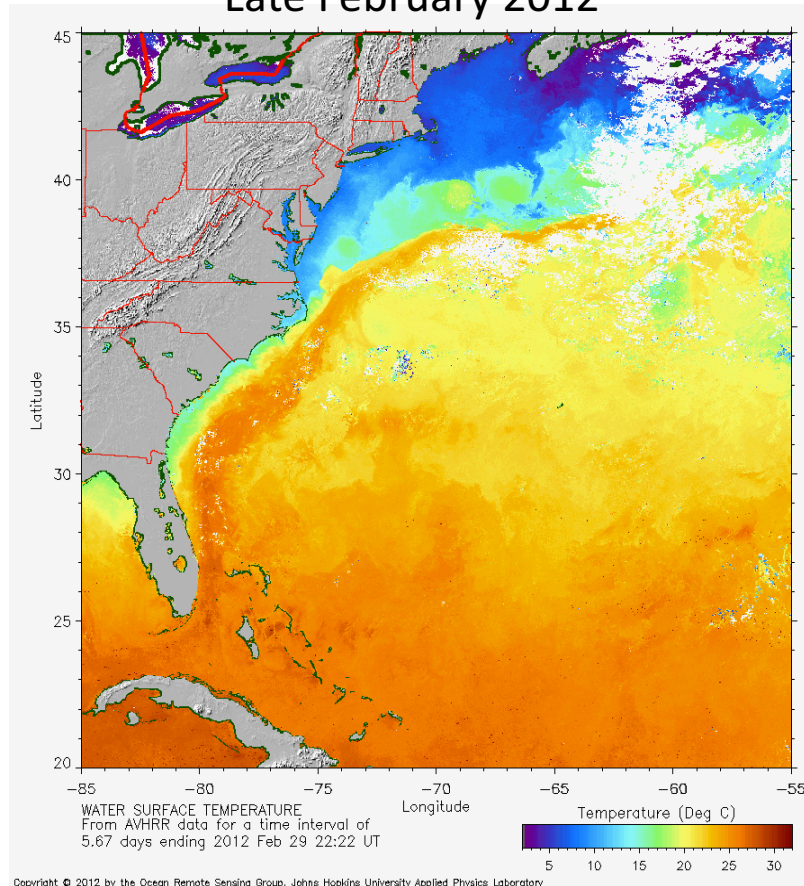 Late February 2012
45
40
35
30
25
20
Latitude
−85 −80 −75 −70 −65 −60 −55
Longitude
WATER SURFACE TEMPERATURE
From AVHRR data for a time interval of
5.67 days ending 2012 Feb 29 22:22 UT
Temperature (Deg C)
5 10 15 20 25 30
Copyright © 2012 by the Ocean Remote Sensing Group, Johns Hopkins University Applied Physics Laboratory